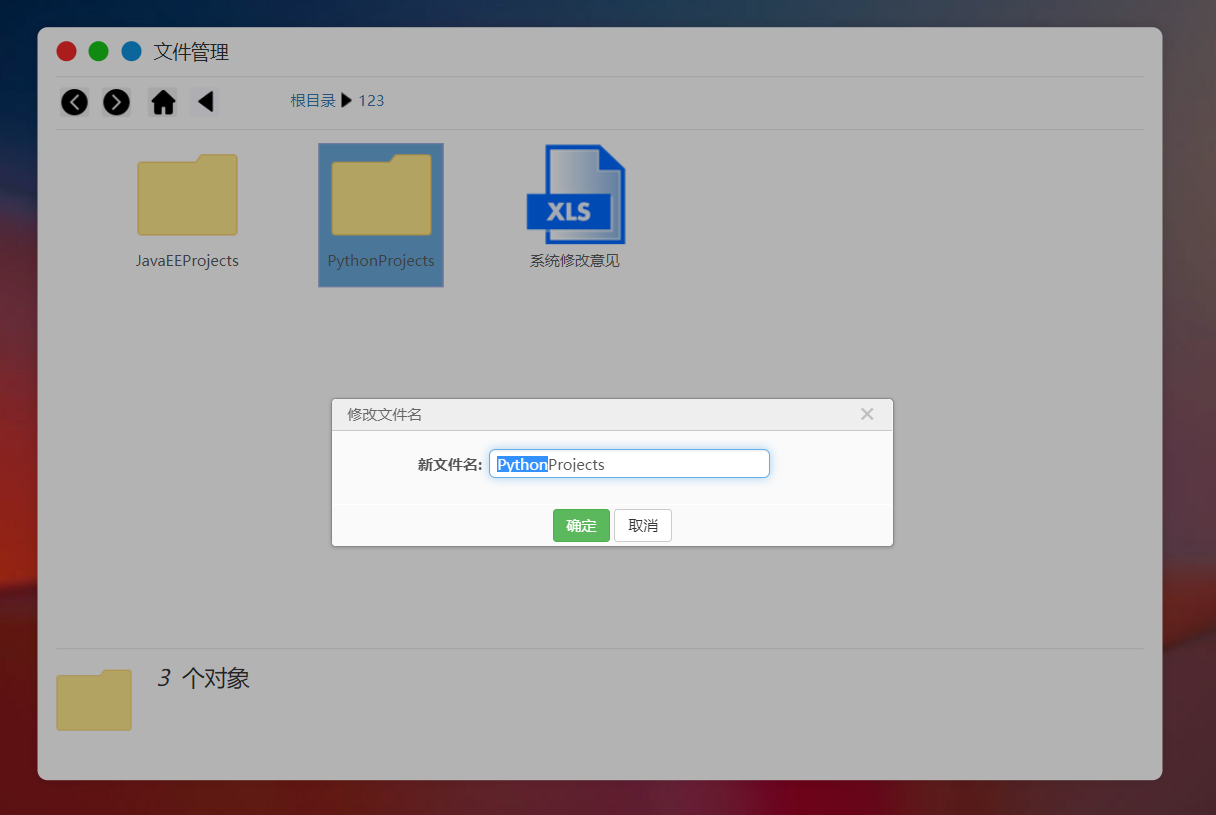 文件管理
根目录 123
XLS
JavaEEProjects
PythonProjects
系统修改意见
修改文件名
新文件名: PythonProjects
确定 取消
3 个对象